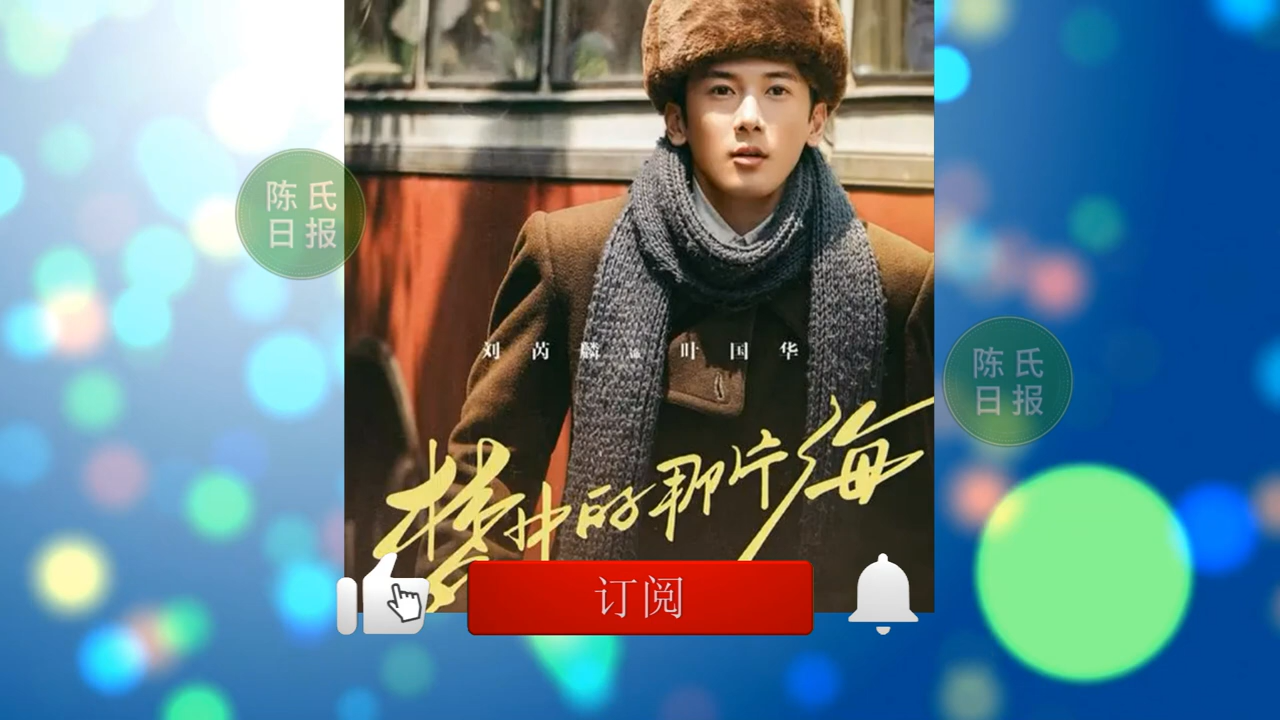 陈氏
日报
刘芮麟 饰 叶国华
梦中的那片海
陈氏
日报
订阅